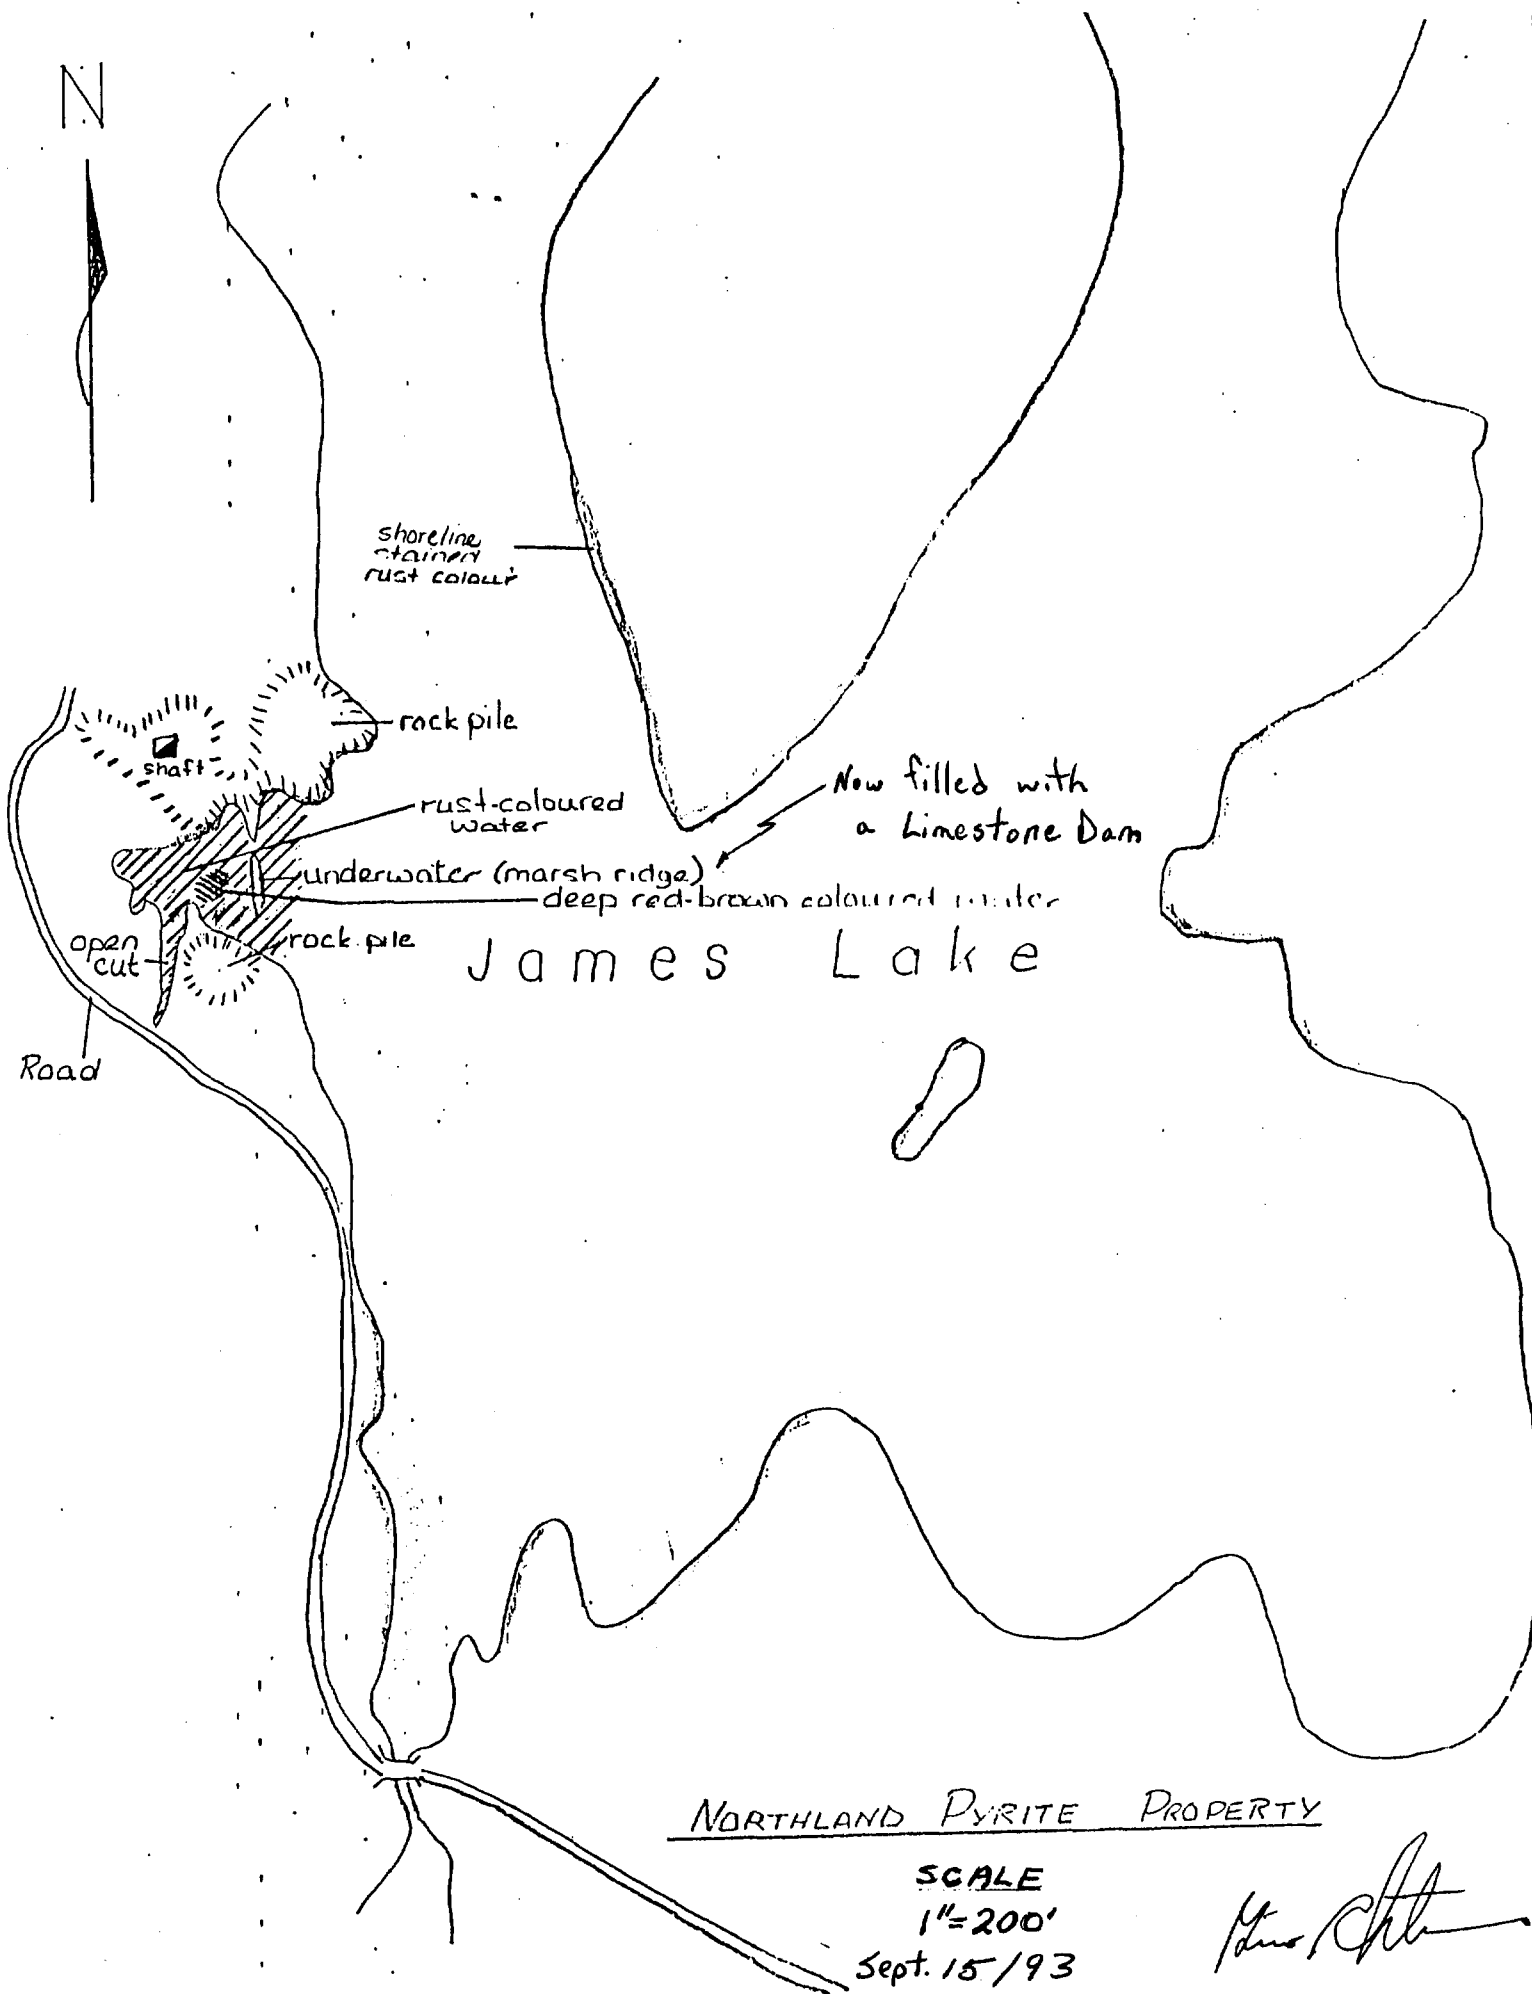 N
shoreline
stained
rust colour
rock pile
shaft
rust-coloured
water
Now filled with
a Limestone Dam
underwater (marsh ridge)
deep red-brown coloured water
open
cut
rock pile
James Lake
Road
NORTHLAND PYRITE PROPERTY
SCALE
1"=200'
Sept. 15/93